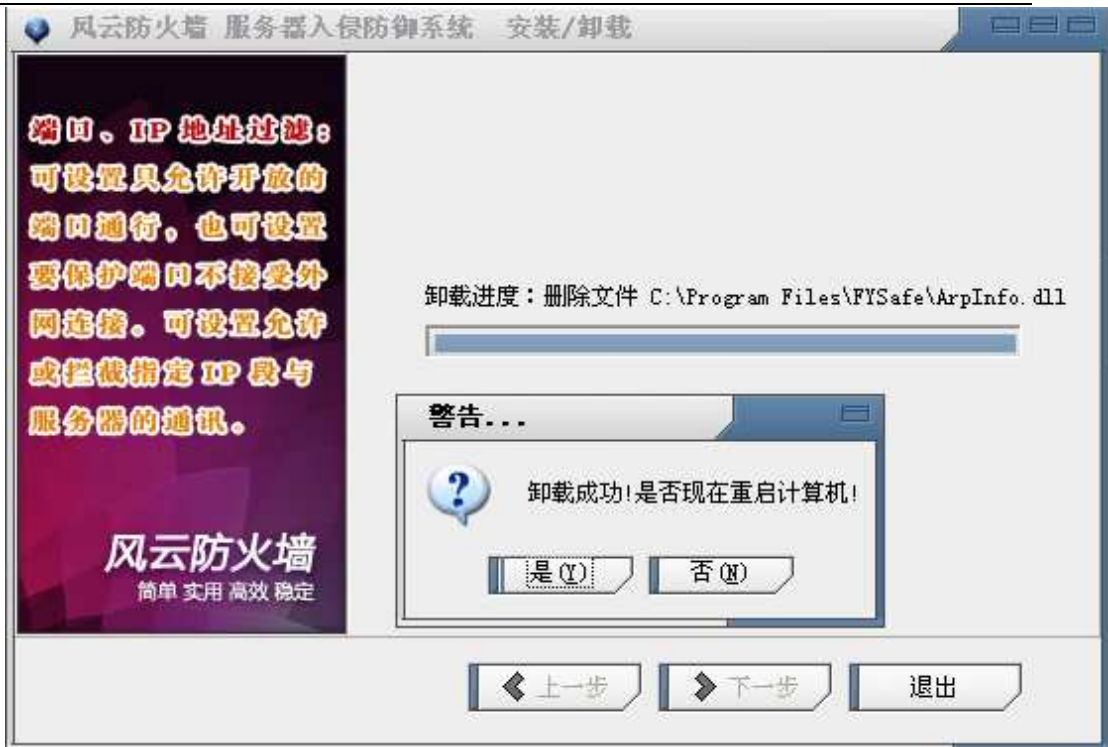 风云防火墙 服务器入侵防御系统 安装/卸载
端口、IP 地址过滤：
可设置只允许开放的
端口通行。也可设置
要保护端口不接受外
网连接。可设置允许
或拦截指定 IP 段与
服务器的通讯。
风云防火墙
简单 实用 高效 稳定
卸载进度：删除文件 C:\Program Files\FYSafe\ArpInfo.dll
警告...
卸载成功!是否现在重启计算机!
是(Y)
否(N)
上一步
下一步
退出